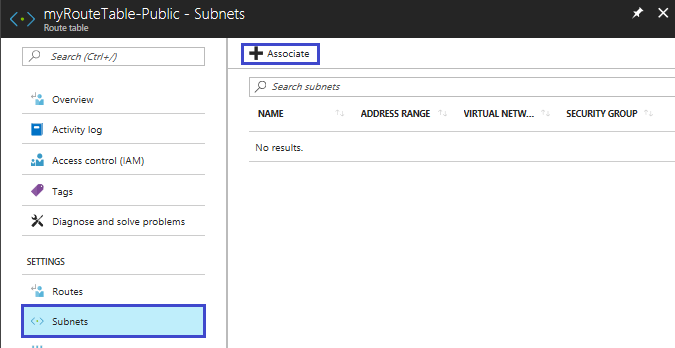 myRouteTable-Public - Subnets
Route table
Search (Ctrl+/)
Overview
Activity log
Access control (IAM)
Tags
Diagnose and solve problems
SETTINGS
Routes
Subnets
Associate
Search subnets
NAME ADDRESS RANGE VIRTUAL NETW... SECURITY GROUP
No results.